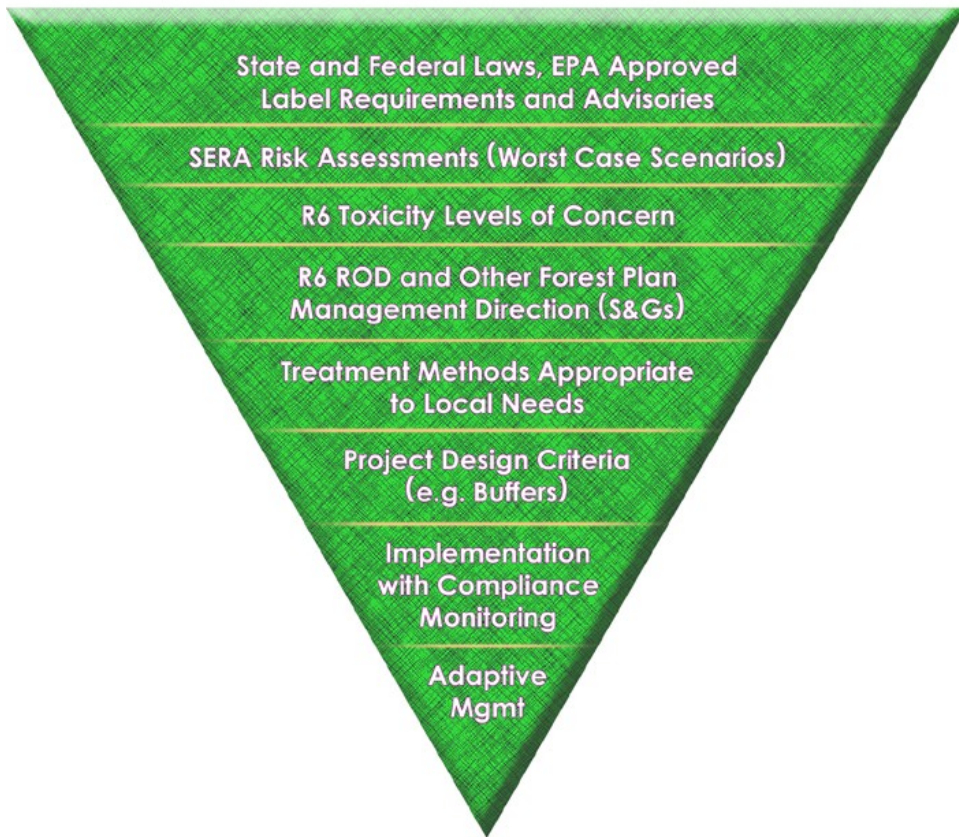 State and Federal Laws, EPA Approved
Label Requirements and Advisories
SERA Risk Assessments (Worst Case Scenarios)
R6 Toxicity Levels of Concern
R6 ROD and Other Forest Plan
Management Direction (S&Gs)
Treatment Methods Appropriate
to Local Needs
Project Design Criteria
(e.g. Buffers)
Implementation
with Compliance
Monitoring
Adaptive
Mgmt